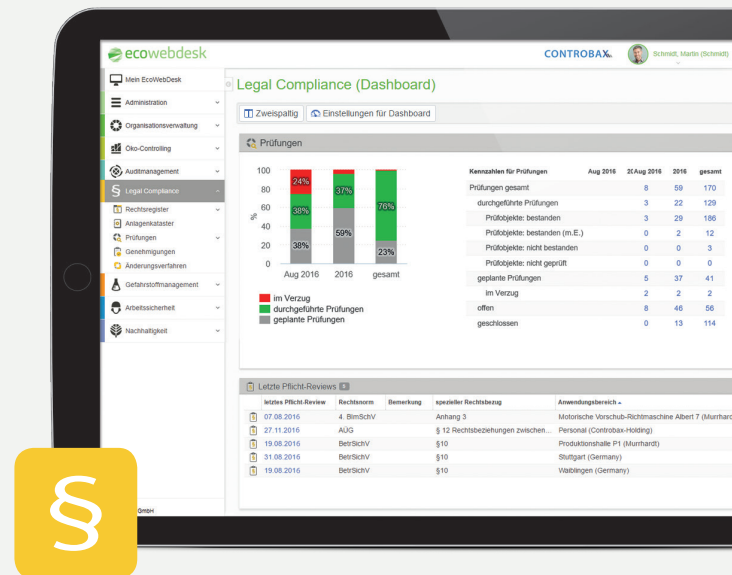 ecowebdesk
CONTROBAX
Schmidt, Martin (Schmidt)
Mein EcoWebDesk
Administration
Organisationsverwaltung
Öko-Controlling
Auditmanagement
§ Legal Compliance
Rechtsregister
Anlagenkataster
Prüfungen
Genehmigungen
Änderungsverfahren
Gefahrstoffmanagement
Arbeitssicherheit
Nachhaltigkeit
GmbH
§
Legal Compliance (Dashboard)
Zweispaltig Einstellungen für Dashboard
Prüfungen
%
100
80
60
40
20
0
24%
38%
38%
37%
59%
76%
23%
Aug 2016 2016 gesamt
im Verzug
durchgeführte Prüfungen
geplante Prüfungen
Kennzahlen für Prüfungen Aug 2016 2(Aug 2016 2016 gesamt
Prüfungen gesamt 8 59 170
durchgeführte Prüfungen 3 22 129
Prüfobjekte: bestanden 3 29 186
Prüfobjekte: bestanden (m.E.) 0 2 12
Prüfobjekte: nicht bestanden 0 0 3
Prüfobjekte: nicht geprüft 0 0 0
geplante Prüfungen 5 37 41
im Verzug 2 2 2
offen 8 46 56
geschlossen 0 13 114
Letzte Pflicht-Reviews 5
letztes Pflicht-Review Rechtsnorm Bemerkung spezieller Rechtsbezug Anwendungsbereich
07.08.2016 4. BImSchV Anhang 3 Motorische Vorschub-Richtmaschine Albert 7 (Murrhard
27.11.2016 AÜG § 12 Rechtsbeziehungen zwischen... Personal (Controbax-Holding)
19.08.2016 BetrSichV §10 Produktionshalle P1 (Murrhardt)
31.08.2016 BetrSichV §10 Stuttgart (Germany)
19.08.2016 BetrSichV §10 Waiblingen (Germany)